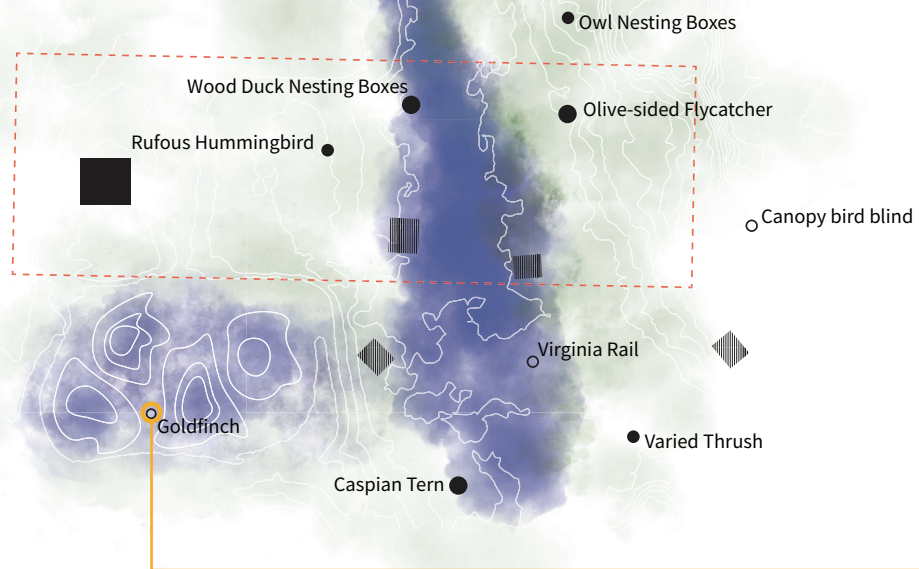 Owl Nesting Boxes
Wood Duck Nesting Boxes
Olive-sided Flycatcher
Rufous Hummingbird
Canopy bird blind
Virginia Rail
Goldfinch
Varied Thrush
Caspian Tern